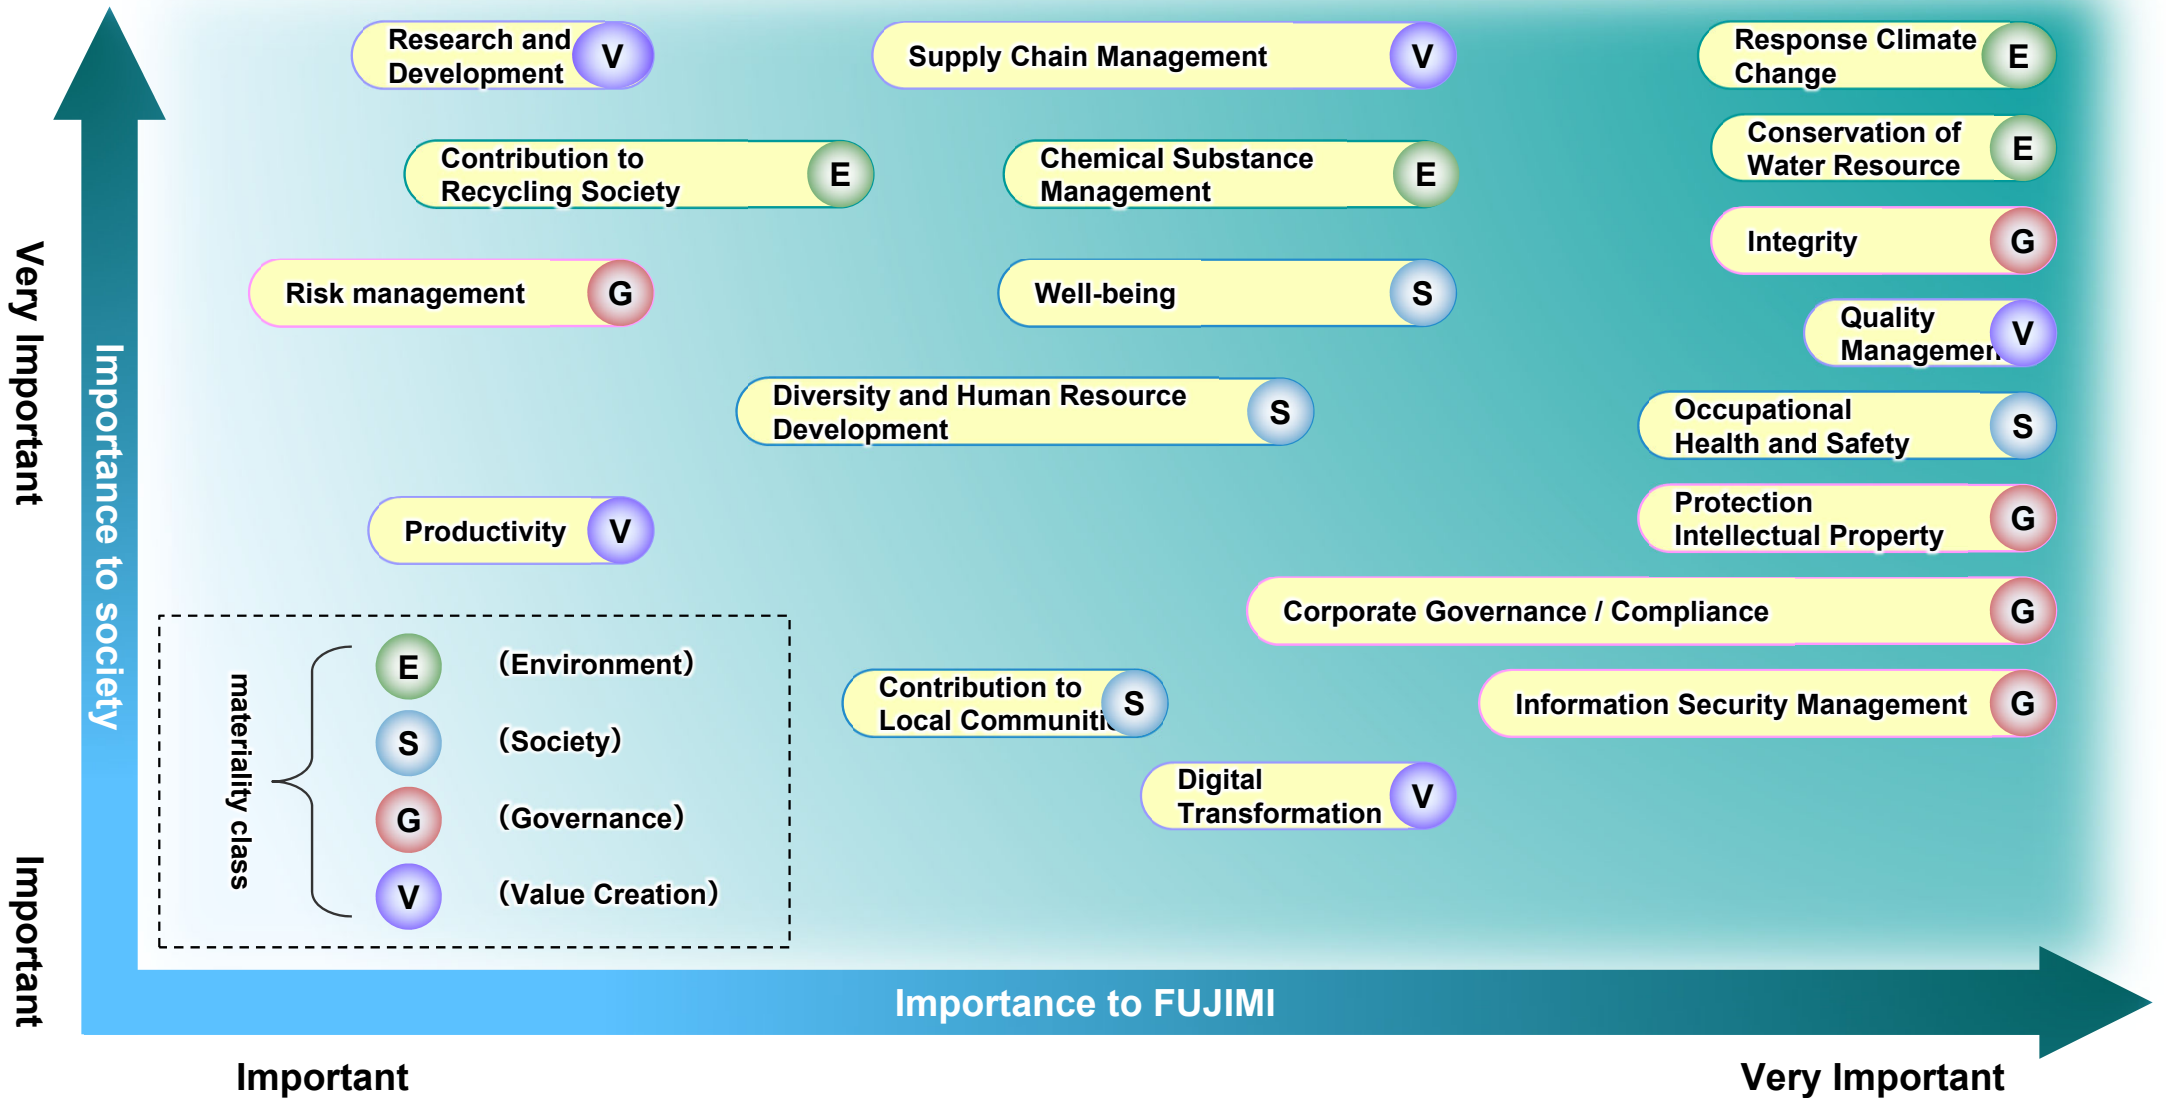 Research and
Development
V
Supply Chain Management
V
Response Climate
Change
E
Contribution to
Recycling Society
E
Chemical Substance
Management
E
Conservation of
Water Resource
E
Integrity
G
Risk management
G
Well-being
S
Quality
Managemen
V
Diversity and Human Resource
Development
S
Occupational
Health and Safety
S
Productivity
V
Protection
Intellectual Property
G
Corporate Governance / Compliance
G
Contribution to
Local Communiti
S
Information Security Management
G
Digital
Transformation
V
materiality class
E
（Environment）
S
（Society）
G
（Governance）
V
（Value Creation）
Very Important
Importance to society
Important
Importance to FUJIMI
Important
Very Important